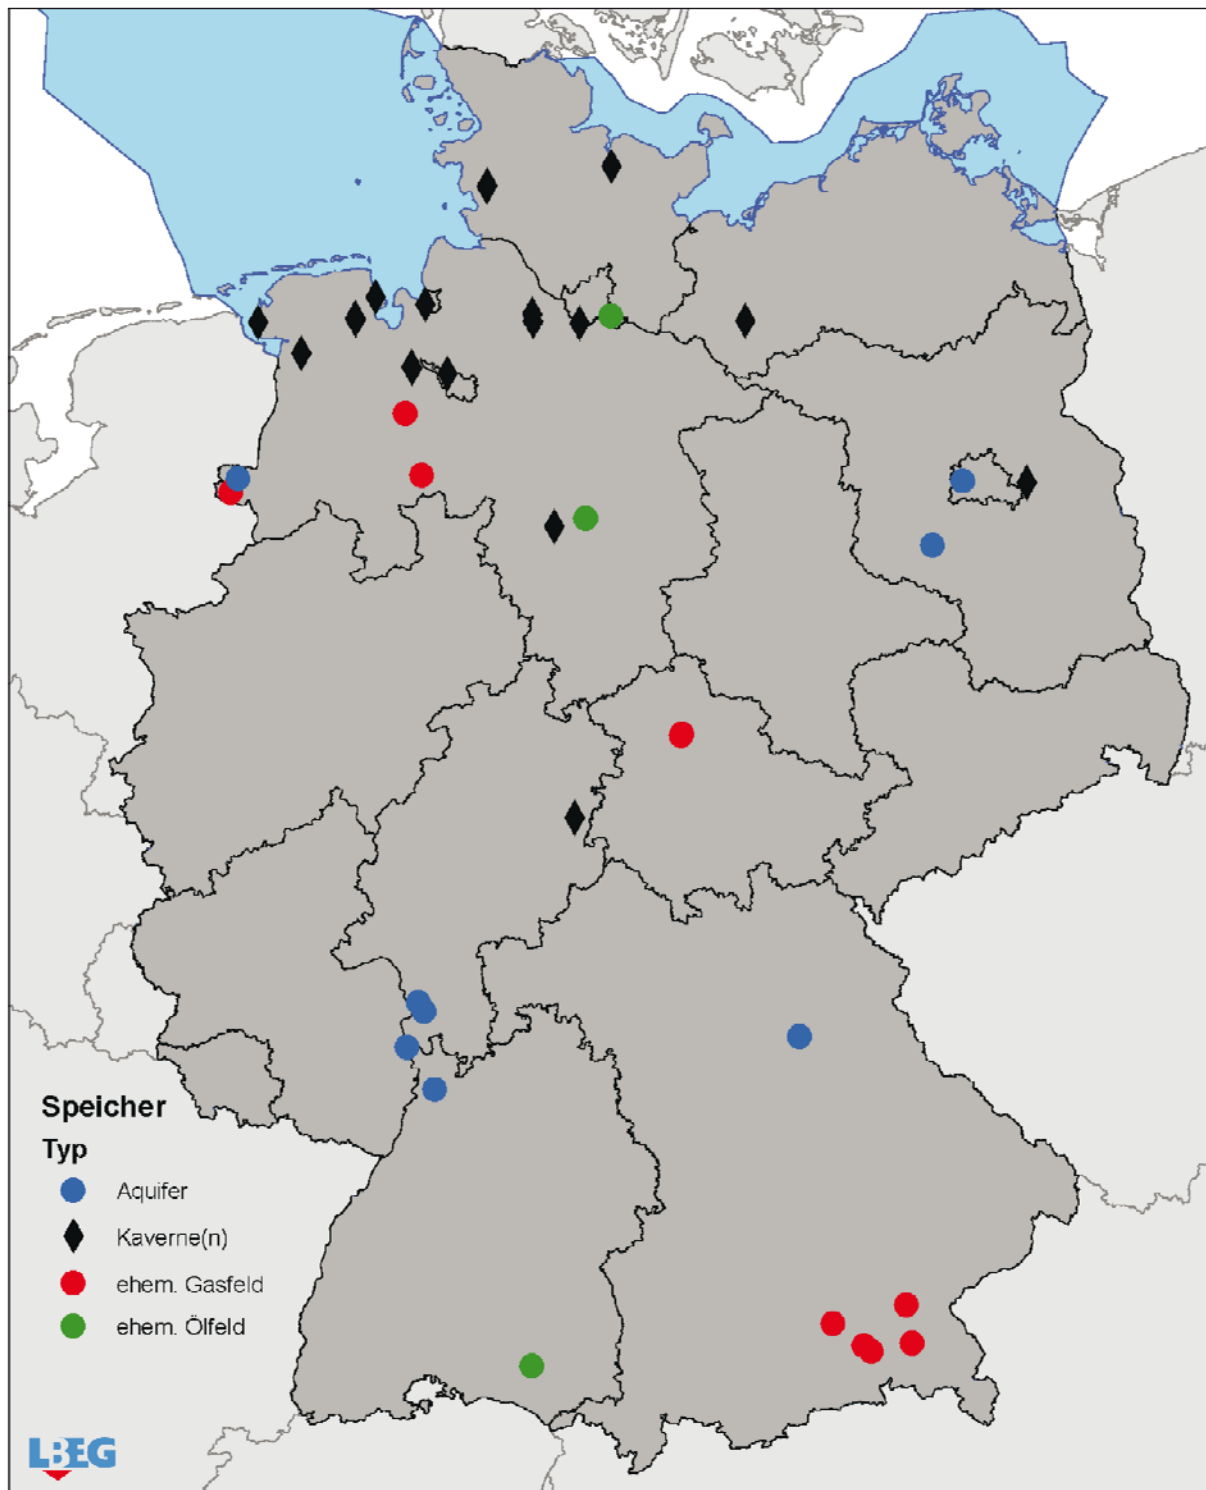 Speicher
Typ
Aquifer
Kaverne(n)
ehem. Gasfeld
ehem. Ölfeld
LBEG